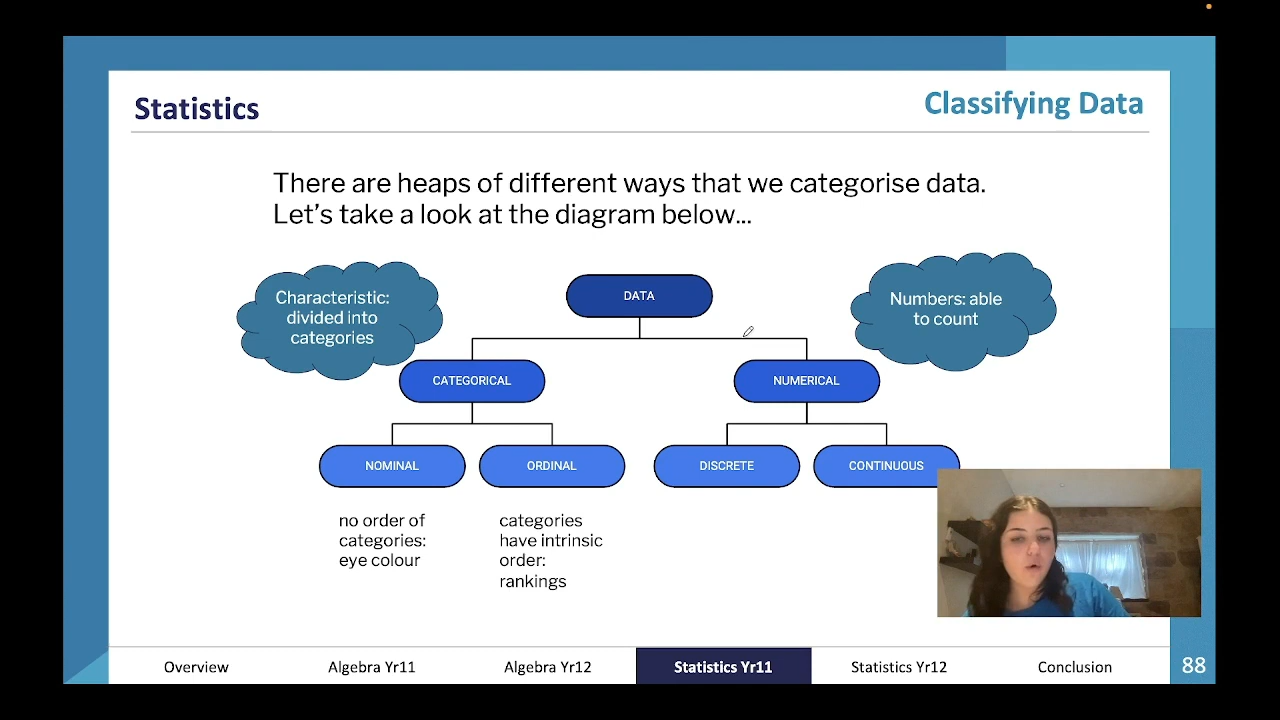 Statistics
Classifying Data
There are heaps of different ways that we categorise data.
Let's take a look at the diagram below...
Characteristic:
divided into
categories
DATA
Numbers: able
to count
CATEGORICAL
NUMERICAL
NOMINAL
ORDINAL
DISCRETE
CONTINUOUS
no order of
categories:
eye colour
categories
have intrinsic
order:
rankings
Overview
Algebra Yr11
Algebra Yr12
Statistics Yr11
Statistics Yr12
Conclusion
88